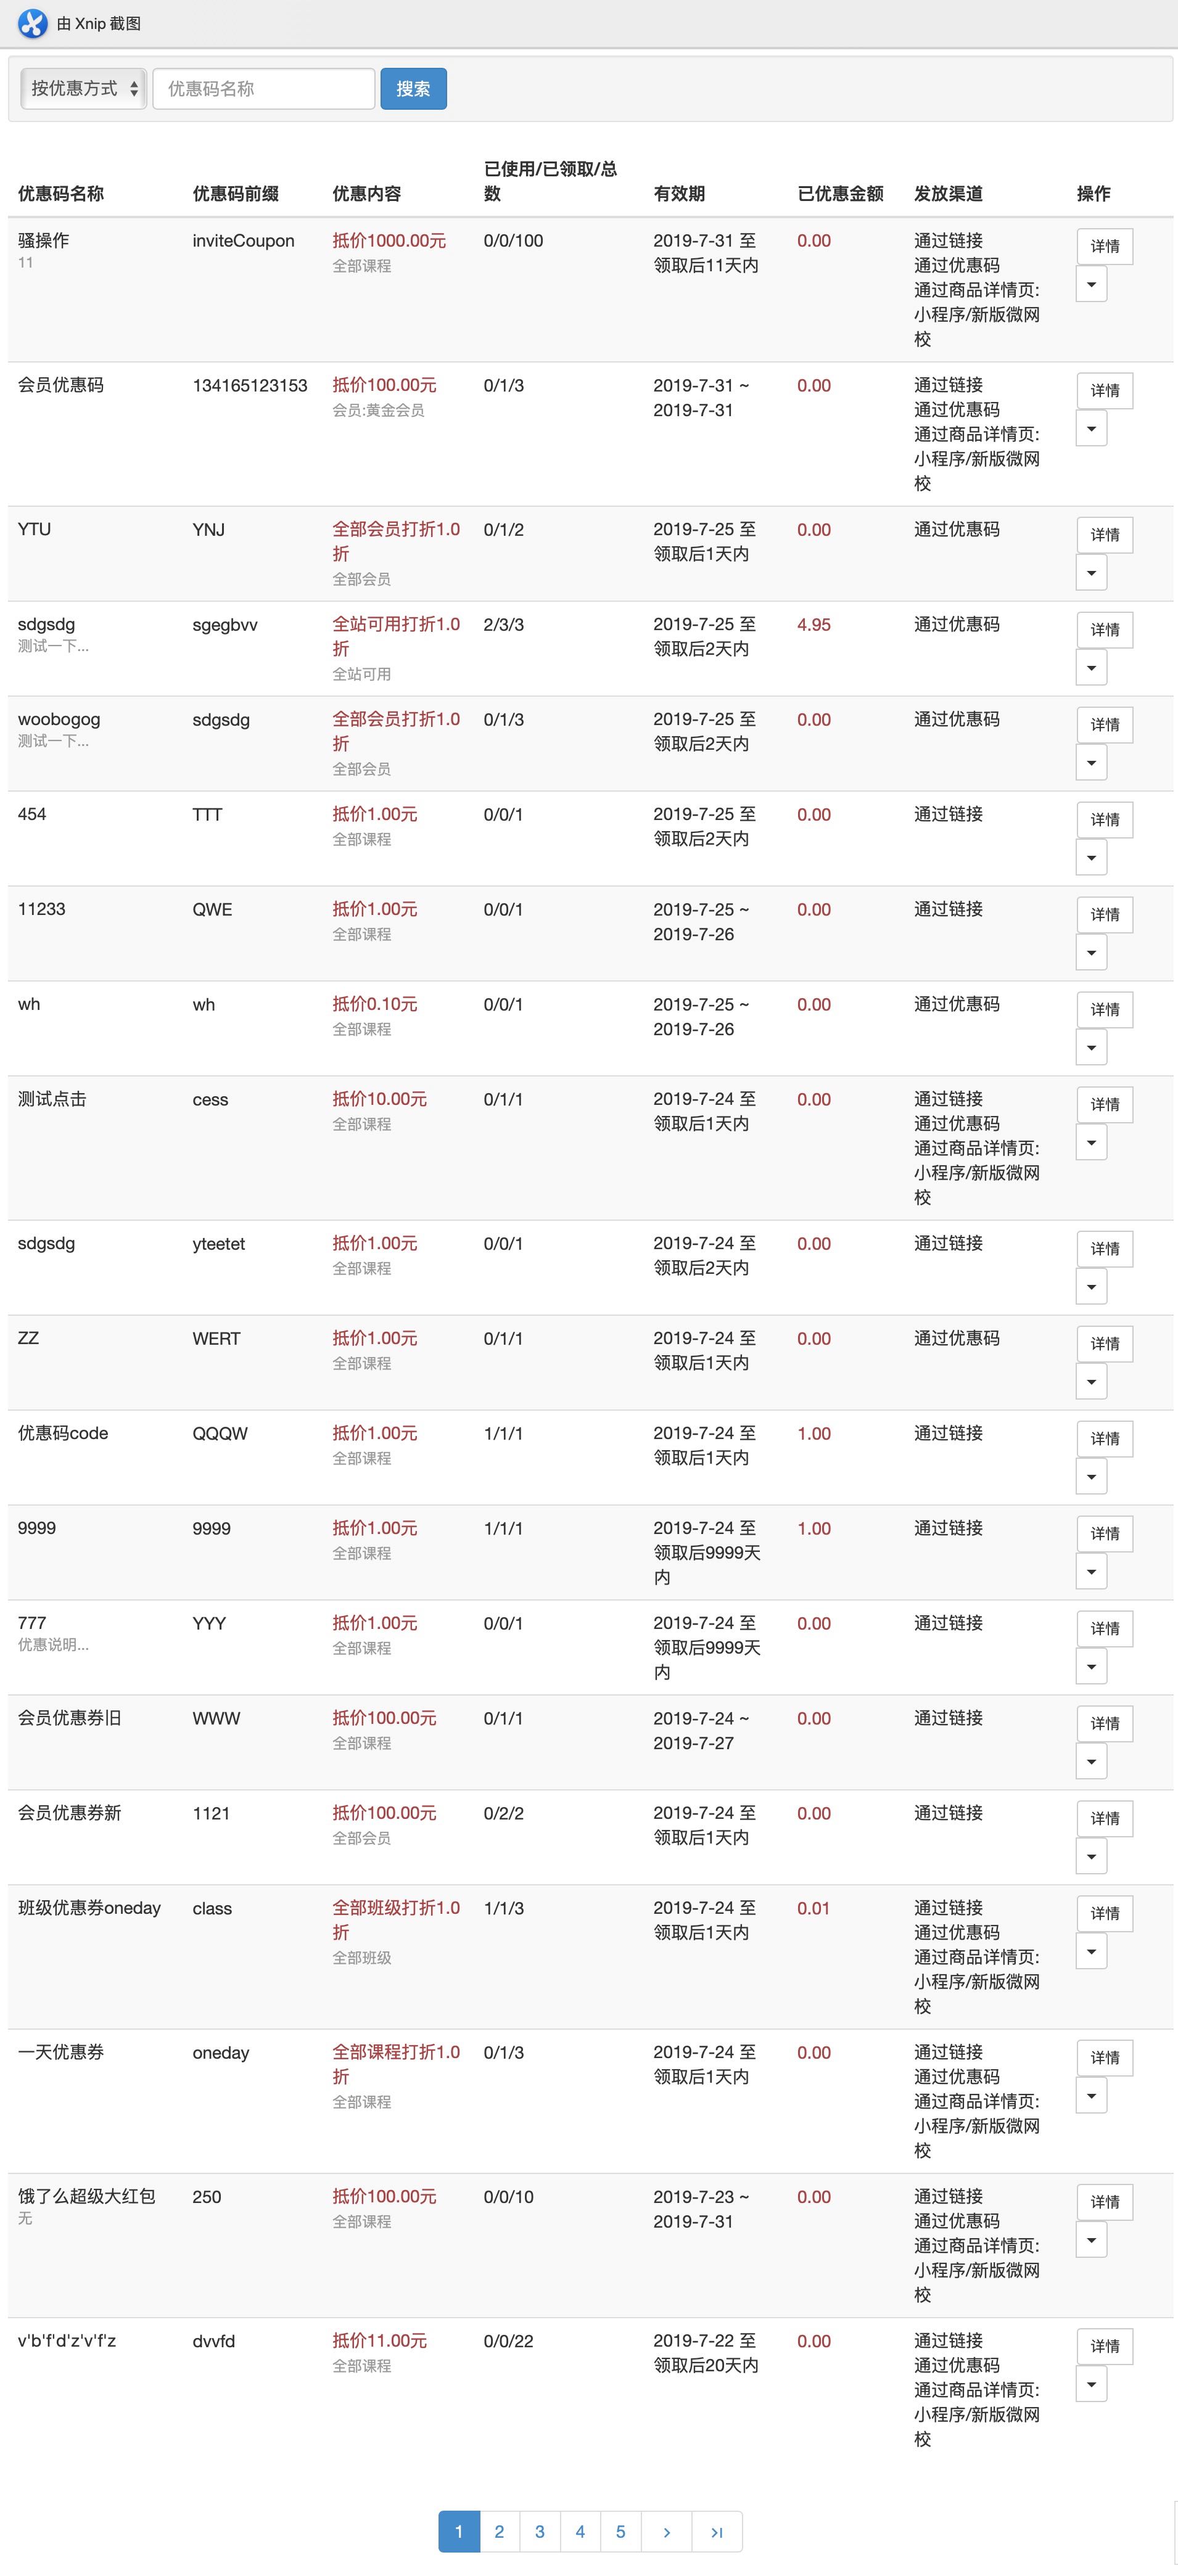 由 Xnip 截图
按优惠方式 优惠码名称 搜索
优惠码名称 优惠码前缀 优惠内容 已使用/已领取/总数 有效期 已优惠金额 发放渠道 操作
骚操作 inviteCoupon 抵价1000.00元 0/0/100 2019-7-31 至 0.00 通过链接 详情
11 全部课程 领取后11天内 通过优惠码
通过商品详情页:
小程序/新版微网
校
会员优惠码 134165123153 抵价100.00元 0/1/3 2019-7-31 ~ 0.00 通过链接 详情
会员:黄金会员 2019-7-31 通过优惠码
通过商品详情页:
小程序/新版微网
校
YTU YNJ 全部会员打折1.0 0/1/2 2019-7-25 至 0.00 通过优惠码 详情
折 领取后1天内
全部会员
sdgsdg sgegbvv 全站可用打折1.0 2/3/3 2019-7-25 至 4.95 通过优惠码 详情
测试一下... 折 领取后2天内
全站可用
woobogog sdgsdg 全部会员打折1.0 0/1/3 2019-7-25 至 0.00 通过优惠码 详情
测试一下... 折 领取后2天内
全部会员
454 TTT 抵价1.00元 0/0/1 2019-7-25 至 0.00 通过链接 详情
全部课程 领取后2天内
11233 QWE 抵价1.00元 0/0/1 2019-7-25 ~ 0.00 通过链接 详情
全部课程 2019-7-26
wh wh 抵价0.10元 0/0/1 2019-7-25 ~ 0.00 通过优惠码 详情
全部课程 2019-7-26
测试点击 cess 抵价10.00元 0/1/1 2019-7-24 至 0.00 通过链接 详情
全部课程 领取后1天内 通过优惠码
通过商品详情页:
小程序/新版微网
校
sdgsdg yteetet 抵价1.00元 0/0/1 2019-7-24 至 0.00 通过链接 详情
全部课程 领取后2天内
ZZ WERT 抵价1.00元 0/1/1 2019-7-24 至 0.00 通过优惠码 详情
全部课程 领取后1天内
优惠码code QQQW 抵价1.00元 1/1/1 2019-7-24 至 1.00 通过链接 详情
全部课程 领取后1天内
9999 9999 抵价1.00元 1/1/1 2019-7-24 至 1.00 通过链接 详情
全部课程 领取后9999天
内
777 YYY 抵价1.00元 0/0/1 2019-7-24 至 0.00 通过链接 详情
优惠说明... 全部课程 领取后9999天
内
会员优惠券旧 WWW 抵价100.00元 0/1/1 2019-7-24 ~ 0.00 通过链接 详情
全部课程 2019-7-27
会员优惠券新 1121 抵价100.00元 0/2/2 2019-7-24 至 0.00 通过链接 详情
全部会员 领取后1天内
班级优惠券oneday class 全部班级打折1.0 1/1/3 2019-7-24 至 0.01 通过链接 详情
折 领取后1天内 通过优惠码
全部班级 通过商品详情页:
小程序/新版微网
校
一天优惠券 oneday 全部课程打折1.0 0/1/3 2019-7-24 至 0.00 通过链接 详情
折 领取后1天内 通过优惠码
全部课程 通过商品详情页:
小程序/新版微网
校
饿了么超级大红包 250 抵价100.00元 0/0/10 2019-7-23 ~ 0.00 通过链接 详情
无 全部课程 2019-7-31 通过优惠码
通过商品详情页:
小程序/新版微网
校
v'b'f'd'z'v'f'z dvvfd 抵价11.00元 0/0/22 2019-7-22 至 0.00 通过链接 详情
全部课程 领取后20天内 通过优惠码
通过商品详情页:
小程序/新版微网
校
1 2 3 4 5